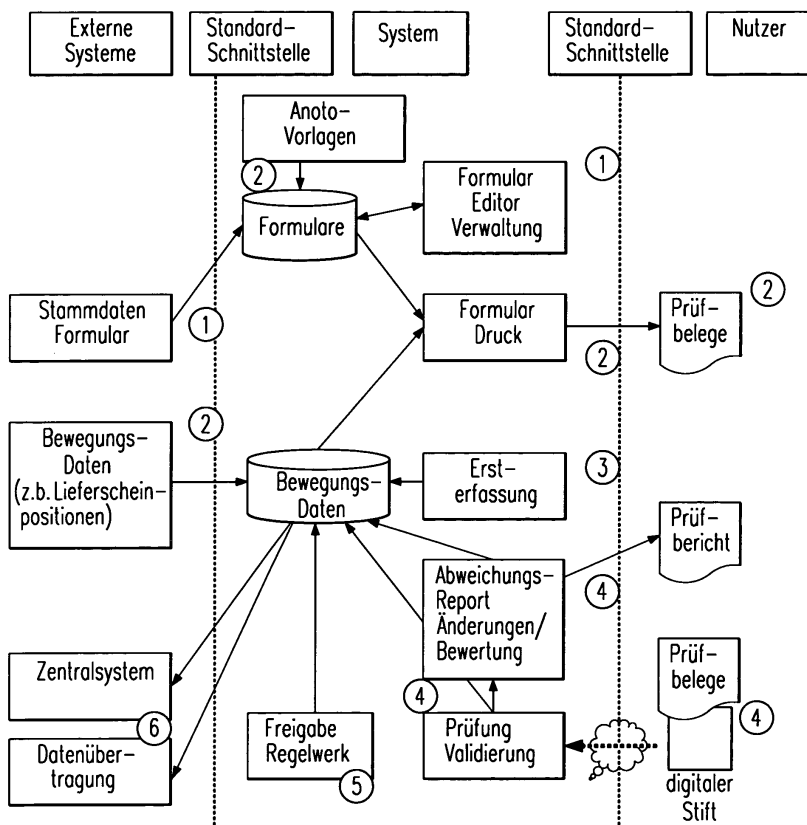 Externe
Systeme
Standard-
Schnittstelle
System
Standard-
Schnittstelle
Nutzer
Anoto-
Vorlagen
2
Formulare
Formular
Editor
Verwaltung
1
Stammdaten
Formular
1
Formular
Druck
2
Prüf-
belege
2
Bewegungs-
Daten
(z.b. Lieferschein-
positionen)
2
Bewegungs-
Daten
Erst-
erfassung
3
Abweichungs-
Report
Änderungen/
Bewertung
4
Prüf-
bericht
Zentralsystem
6
Datenüber-
tragung
Freigabe
Regelwerk
5
4
Prüfung
Validierung
Prüf-
belege
4
digitaler
Stift